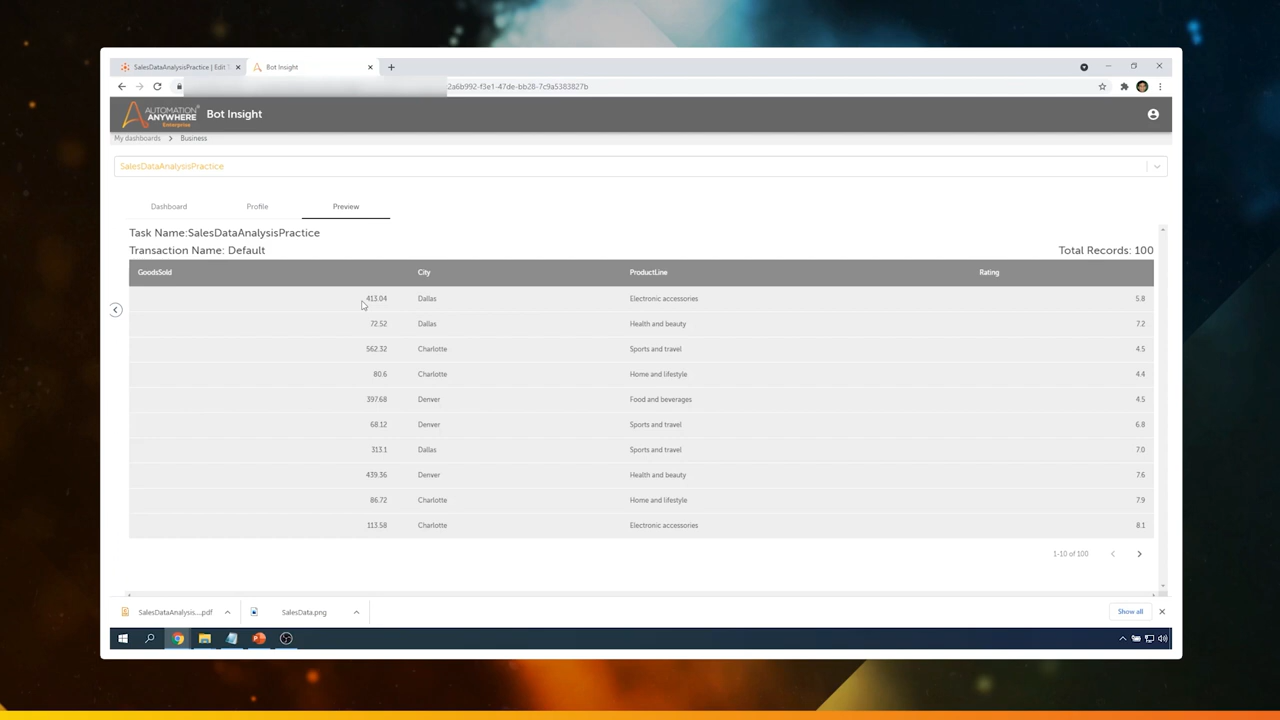 SalesDataAnalysisPractice | Edit T
Bot Insight
2a6b992-f3e1-47de-bb28-7c9a5383827b
AUTOMATION ANYWHERE Enterprise Bot Insight
My dashboards > Business
SalesDataAnalysisPractice
Dashboard Profile Preview
Task Name:SalesDataAnalysisPractice
Transaction Name: Default Total Records: 100
GoodsSold City ProductLine Rating
413.04 Dallas Electronic accessories 5.8
72.52 Dallas Health and beauty 7.2
562.32 Charlotte Sports and travel 4.5
80.6 Charlotte Home and lifestyle 4.4
397.68 Denver Food and beverages 4.5
68.12 Denver Sports and travel 6.8
313.1 Dallas Sports and travel 7.0
439.36 Denver Health and beauty 7.6
86.72 Charlotte Home and lifestyle 7.9
113.58 Charlotte Electronic accessories 8.1
1-10 of 100
SalesDataAnalysis....pdf SalesData.png Show all